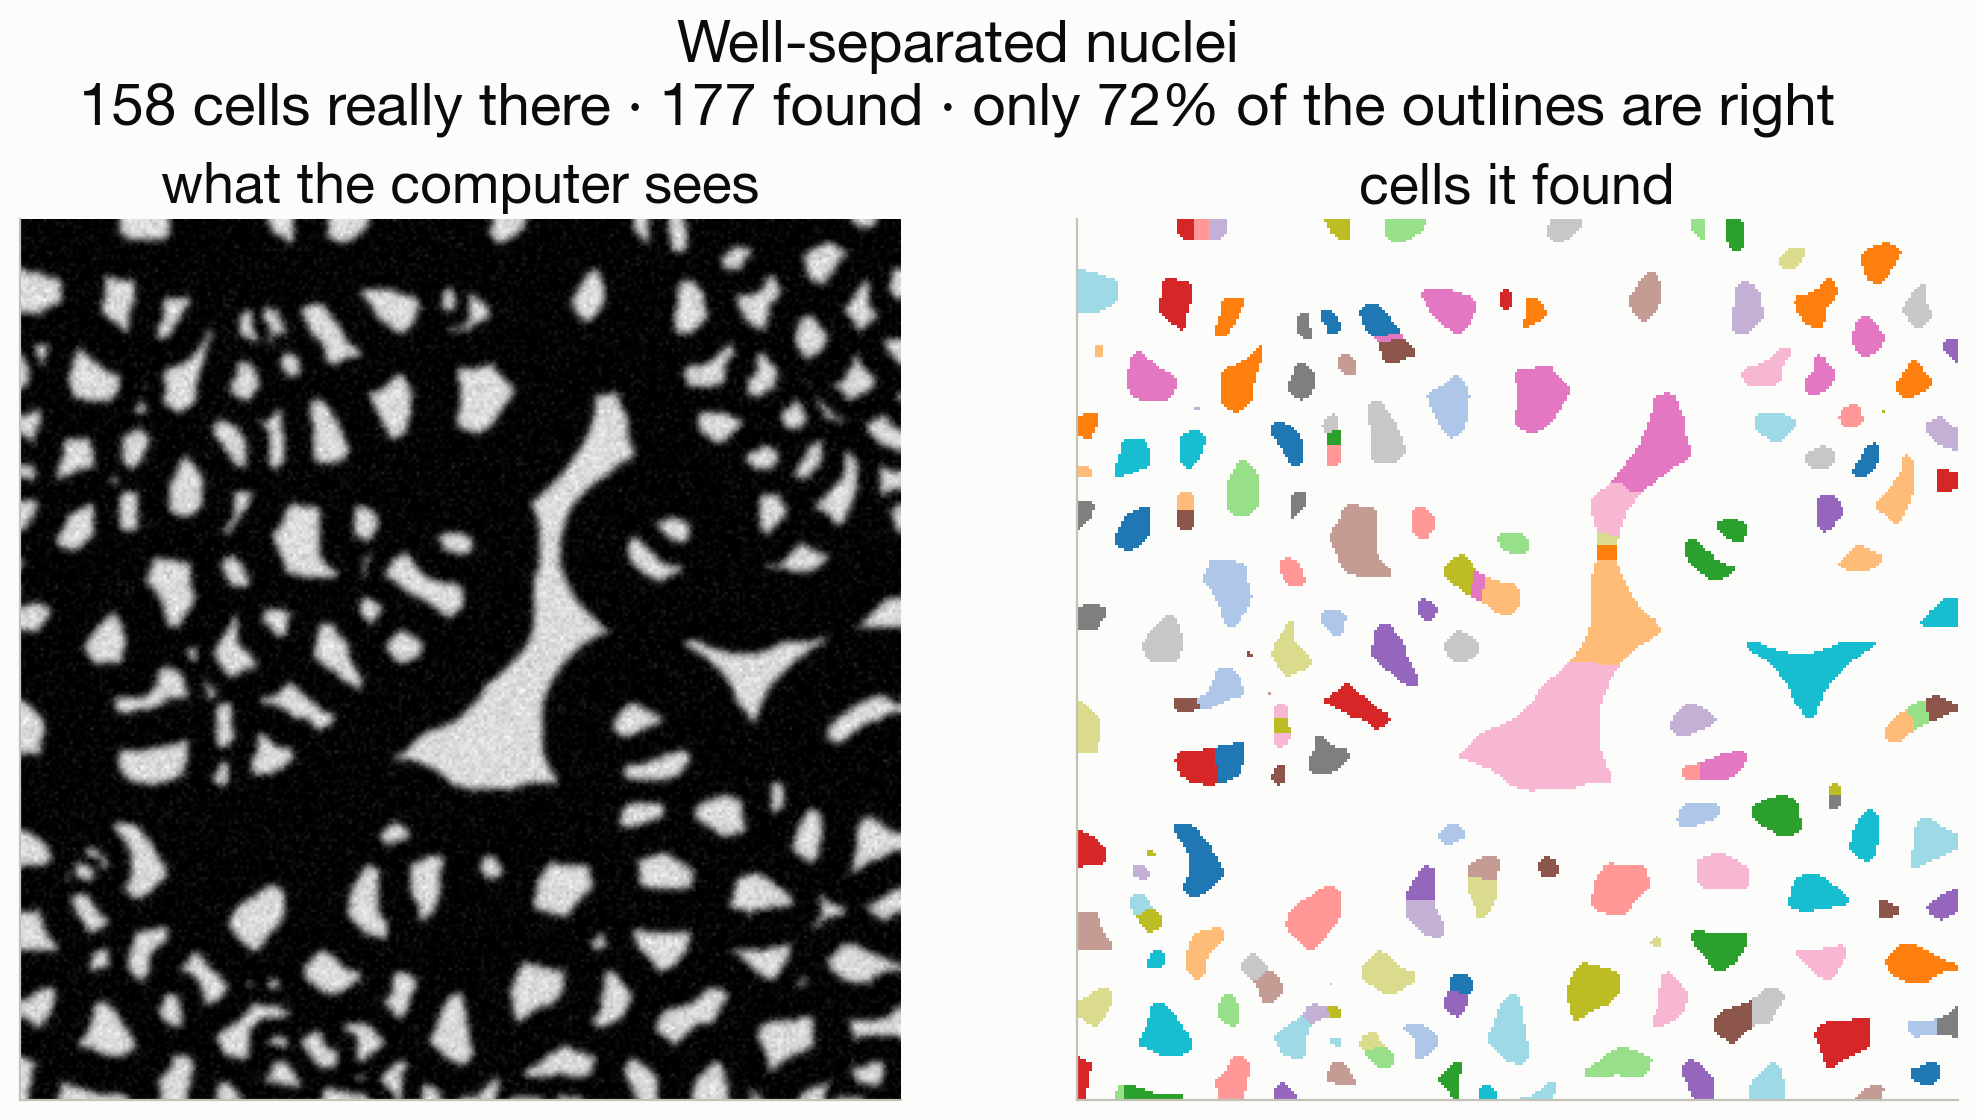 Well-separated nuclei
158 cells really there · 177 found · only 72% of the outlines are right
what the computer sees
cells it found